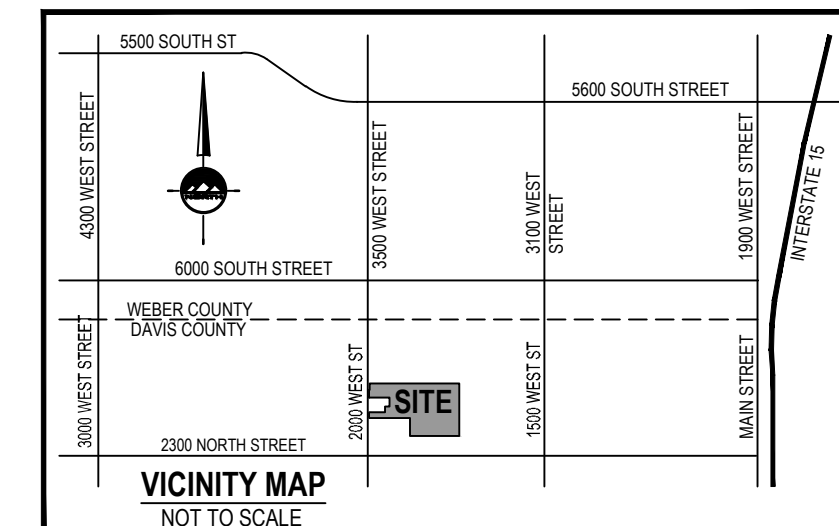 5500 SOUTH ST
5600 SOUTH STREET
4300 WEST STREET
NORTH
3500 WEST STREET
3100 WEST
STREET
1900 WEST STREET
INTERSTATE 15
6000 SOUTH STREET
WEBER COUNTY
DAVIS COUNTY
3000 WEST STREET
2000 WEST ST
SITE
1500 WEST ST
MAIN STREET
2300 NORTH STREET
VICINITY MAP
NOT TO SCALE